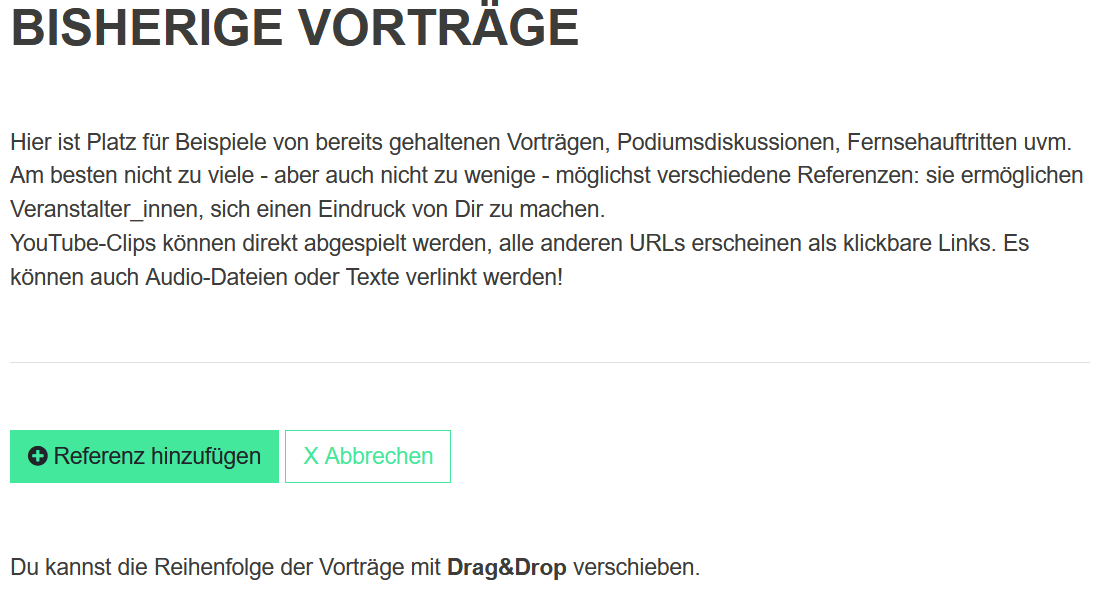 BISHERIGE VORTRÄGE
Hier ist Platz für Beispiele von bereits gehaltenen Vorträgen, Podiumsdiskussionen, Fernsehauftritten uvm.
Am besten nicht zu viele - aber auch nicht zu wenige - möglichst verschiedene Referenzen: sie ermöglichen
Veranstalter_innen, sich einen Eindruck von Dir zu machen.
YouTube-Clips können direkt abgespielt werden, alle anderen URLs erscheinen als klickbare Links. Es
können auch Audio-Dateien oder Texte verlinkt werden!
Referenz hinzufügen X Abbrechen
Du kannst die Reihenfolge der Vorträge mit Drag&Drop verschieben.